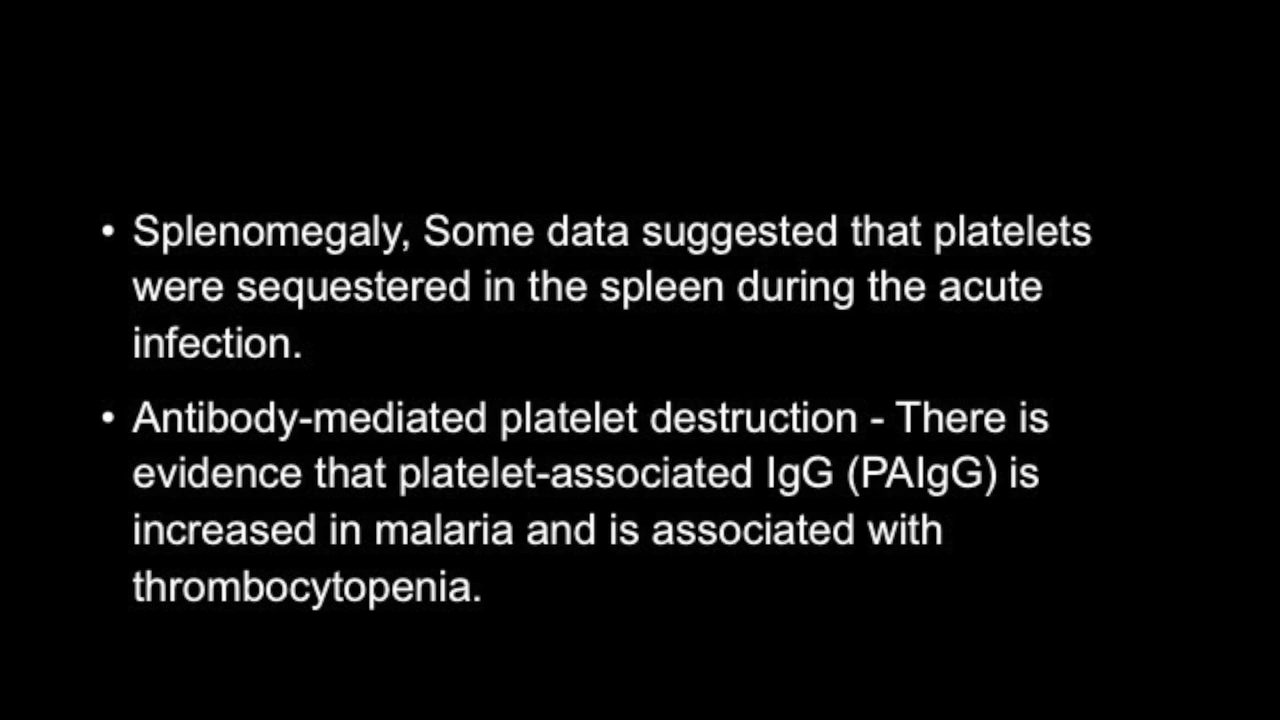 • Splenomegaly, Some data suggested that platelets
were sequestered in the spleen during the acute
infection.
• Antibody-mediated platelet destruction - There is
evidence that platelet-associated IgG (PAIgG) is
increased in malaria and is associated with
thrombocytopenia.